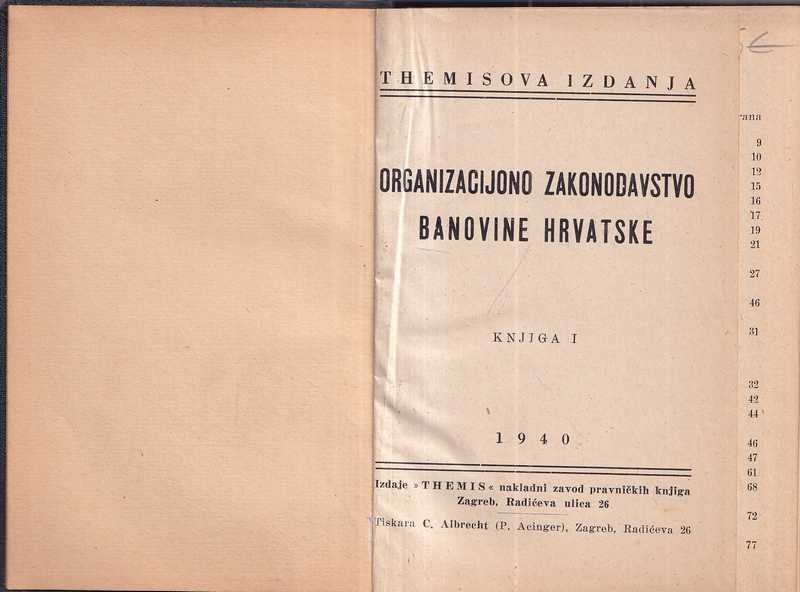 THEMISOVA IZDANJA
ORGANIZACIJONO ZAKONODAVSTVO
BANOVINE HRVATSKE
KNJIGA I
1940
Izdaje »THEMIS« nakladni zavod pravničkih knjiga
Zagreb, Radićeva ulica 26
Tiskara C. Albrecht (P. Acinger), Zagreb, Radićeva 26
rana
9
10
12
15
16
17
19
21
27
46
31
32
42
44
46
47
61
68
72
77